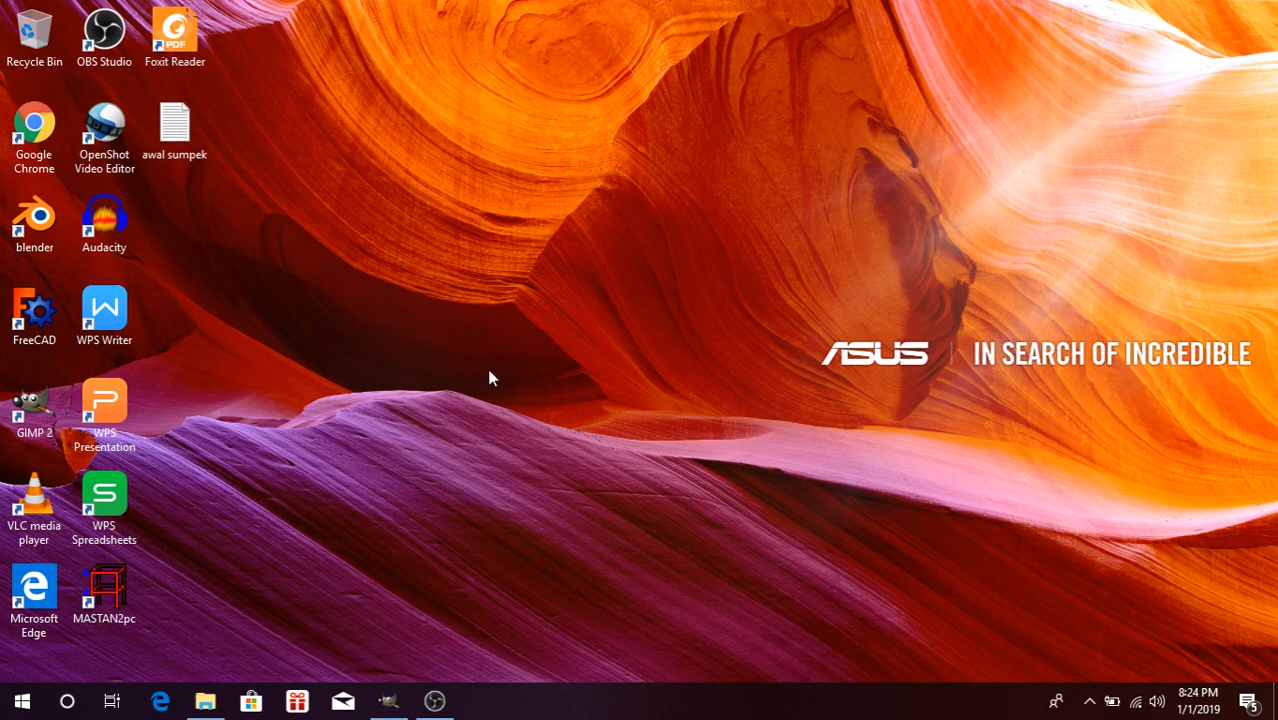 Recycle Bin
OBS Studio
Foxit Reader
PDF
Google
Chrome
OpenShot
Video Editor
awal sumpek
blender
Audacity
FreeCAD
WPS Writer
GIMP 2
WPS
Presentation
VLC media
player
WPS
Spreadsheets
Microsoft
Edge
MASTAN2pc
ASUS IN SEARCH OF INCREDIBLE
8:24 PM
1/1/2019
5